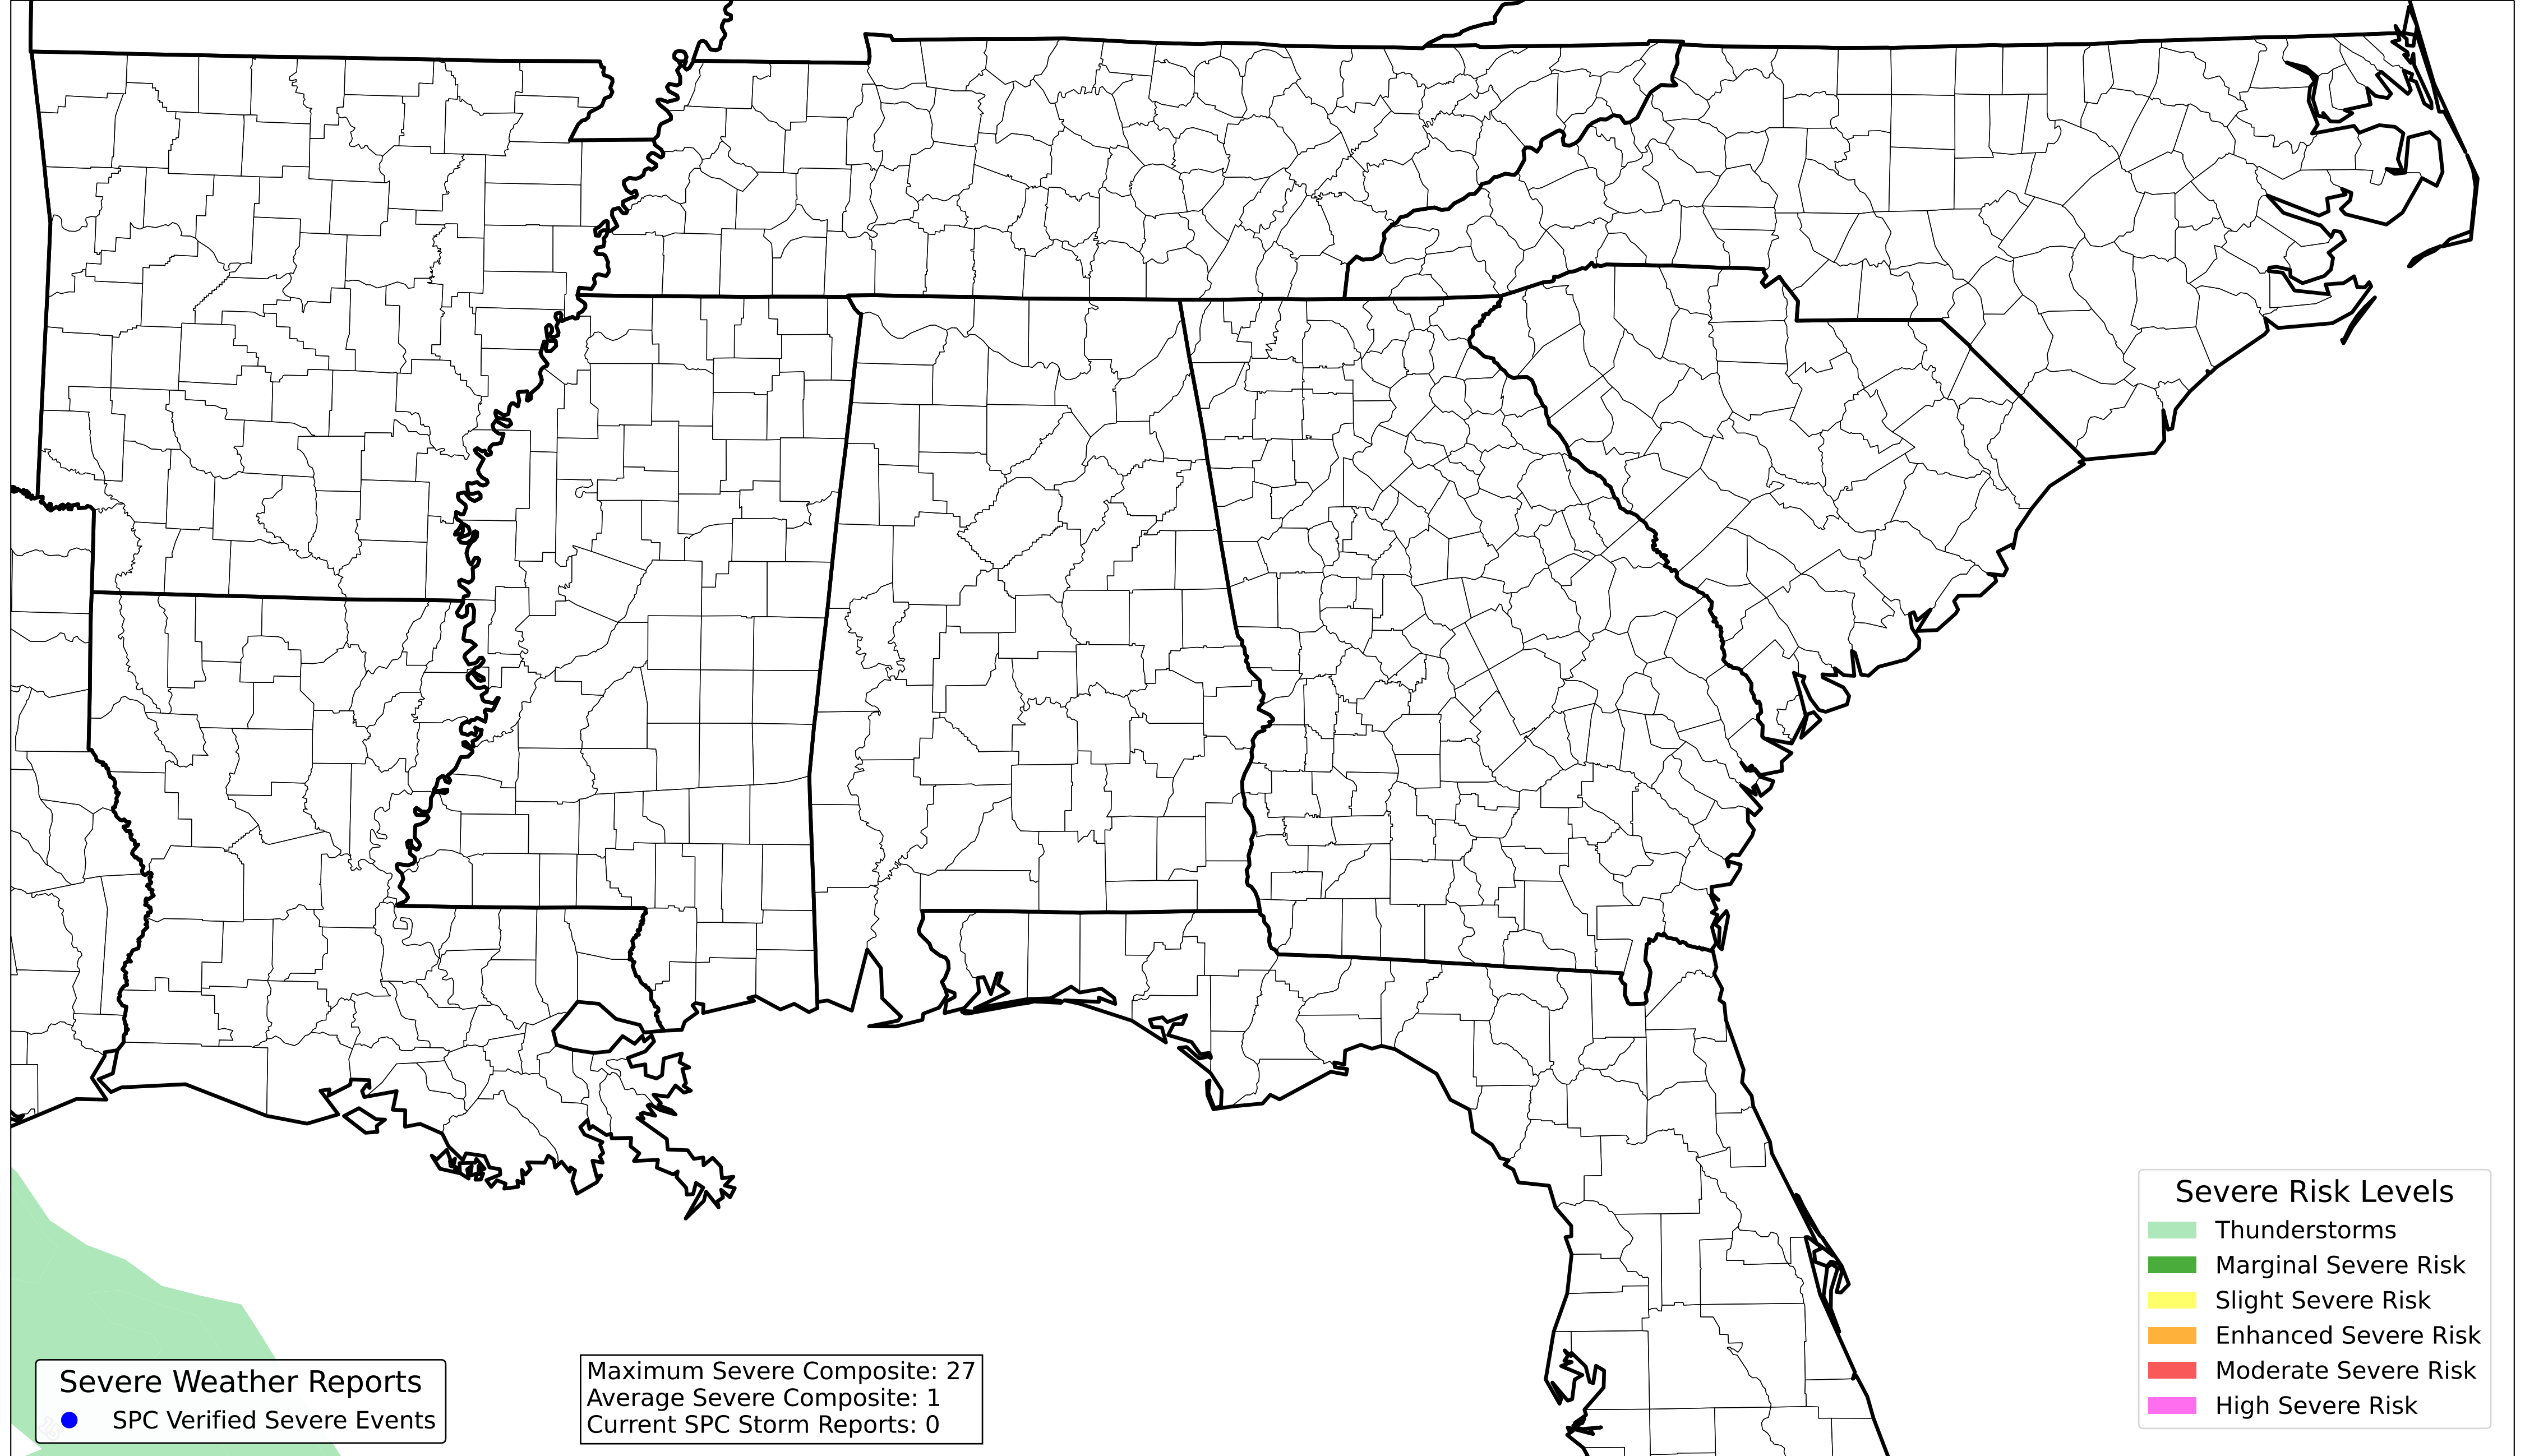 Severe Weather Reports
SPC Verified Severe Events
Maximum Severe Composite: 27
Average Severe Composite: 1
Current SPC Storm Reports: 0
Severe Risk Levels
Thunderstorms
Marginal Severe Risk
Slight Severe Risk
Enhanced Severe Risk
Moderate Severe Risk
High Severe Risk